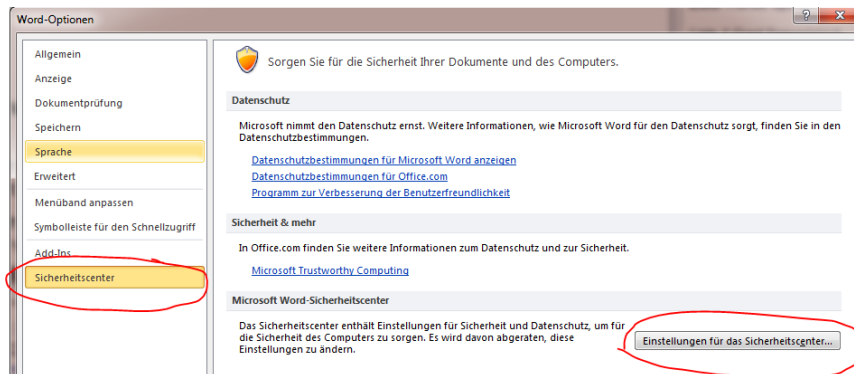 Word-Optionen
Allgemein
Anzeige
Dokumentprüfung
Speichern
Sprache
Erweitert
Menüband anpassen
Symbolleiste für den Schnellzugriff
Add-Ins
Sicherheitscenter
Sorgen Sie für die Sicherheit Ihrer Dokumente und des Computers.
Datenschutz
Microsoft nimmt den Datenschutz ernst. Weitere Informationen, wie Microsoft Word für den Datenschutz sorgt, finden Sie in den
Datenschutzbestimmungen.
Datenschutzbestimmungen für Microsoft Word anzeigen
Datenschutzbestimmungen für Office.com
Programm zur Verbesserung der Benutzerfreundlichkeit
Sicherheit & mehr
In Office.com finden Sie weitere Informationen zum Datenschutz und zur Sicherheit.
Microsoft Trustworthy Computing
Microsoft Word-Sicherheitscenter
Das Sicherheitscenter enthält Einstellungen für Sicherheit und Datenschutz, um für
die Sicherheit des Computers zu sorgen. Es wird davon abgeraten, diese
Einstellungen zu ändern.
Einstellungen für das Sicherheitscenter...